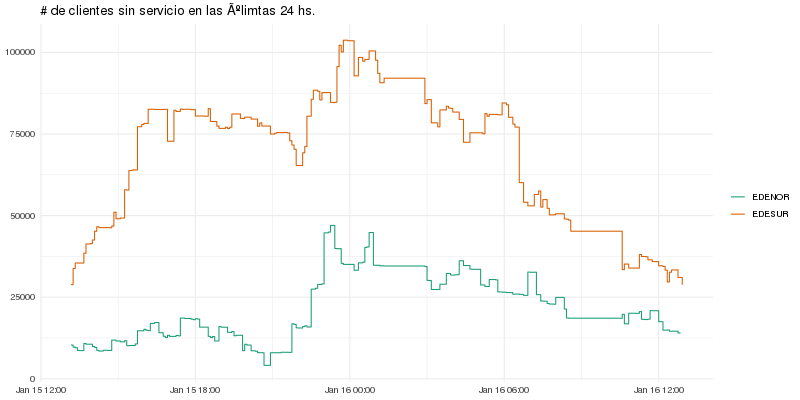 # de clientes sin servicio en las Ãºlimtas 24 hs.
100000
75000
50000
25000
0
Jan 15 12:00
Jan 15 18:00
Jan 16 00:00
Jan 16 06:00
Jan 16 12:00
EDENOR
EDESUR